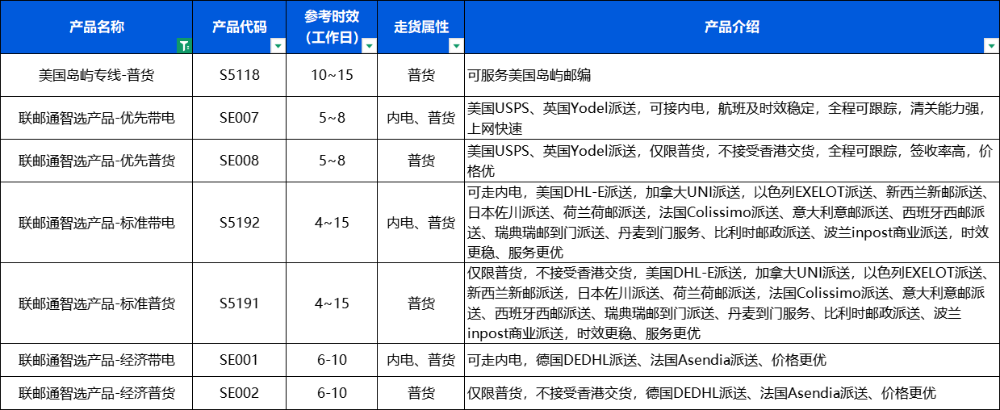 产品名称 产品代码 参考时效 走货属性 产品介绍
（工作日）
美国岛屿专线-普货 S5118 10~15 普货 可服务美国岛屿邮编
联邮通智选产品-优先带电 SE007 5~8 内电、普货 美国USPS、英国Yodel派送，可接内电，航班及时效稳定，全程可跟踪，清关能力强，
上网快速
联邮通智选产品-优先普货 SE008 5~8 普货 美国USPS、英国Yodel派送，仅限普货，不接受香港交货，全程可跟踪，签收率高，价
格优
联邮通智选产品-标准带电 S5192 4~15 内电、普货 可走内电，美国DHL-E派送，加拿大UNI派送，以色列EXELOT派送、新西兰新邮派送、
日本佐川派送、荷兰荷邮派送，法国Colissimo派送、意大利意邮派送、西班牙西邮派
送、瑞典瑞邮到门派送、丹麦到门服务、比利时邮政派送、波兰inpost商业派送，时效
更稳、服务更优
联邮通智选产品-标准普货 S5191 4~15 普货 仅限普货，不接受香港交货，美国DHL-E派送，加拿大UNI派送，以色列EXELOT派送、
新西兰新邮派送，日本佐川派送、荷兰荷邮派送，法国Colissimo派送、意大利意邮派
送、西班牙西邮派送、瑞典瑞邮到门派送、丹麦到门服务、比利时邮政派送、波兰
inpost商业派送，时效更稳、服务更优
联邮通智选产品-经济带电 SE001 6-10 内电、普货 可走内电，德国DEDHL派送、法国Asendia派送、价格更优
联邮通智选产品-经济普货 SE002 6-10 普货 仅限普货，不接受香港交货，德国DEDHL派送、法国Asendia派送、价格更优